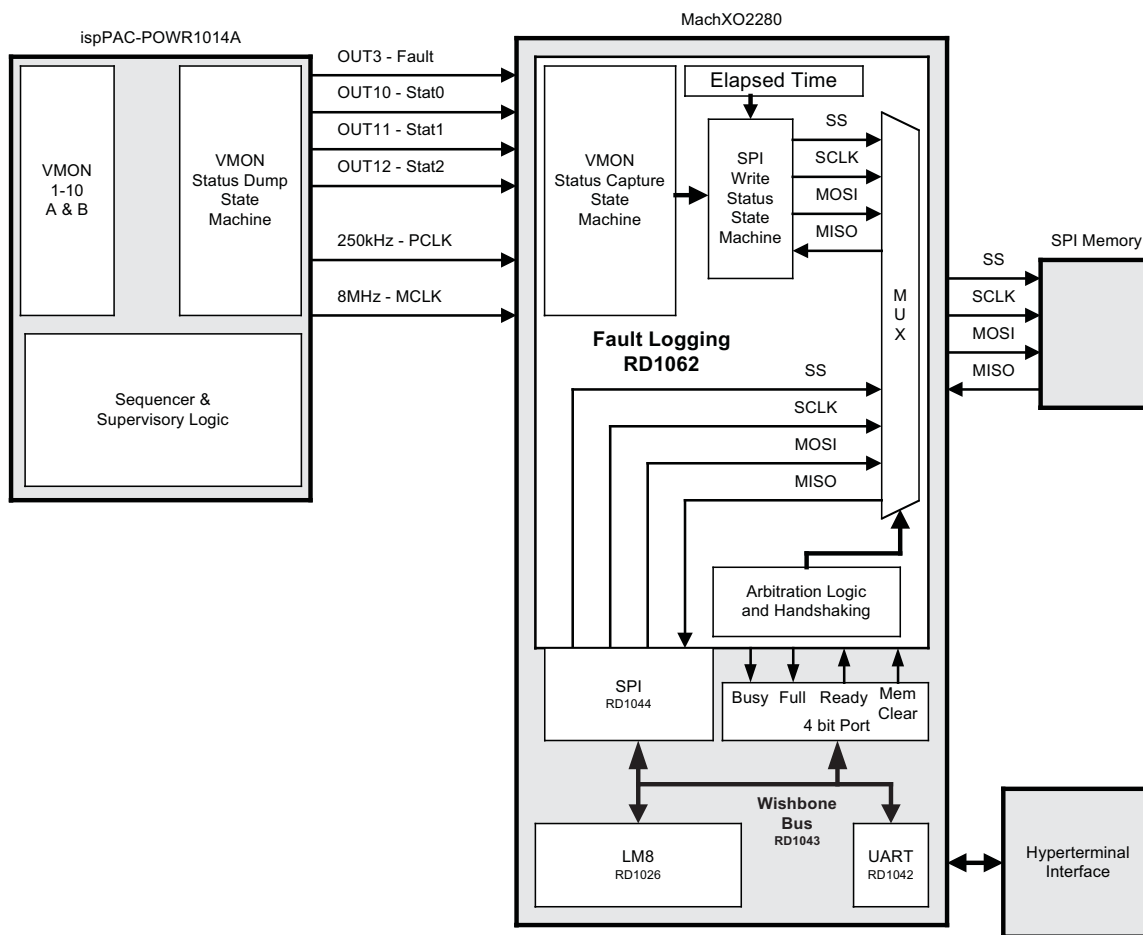 MachXO2280
ispPAC-POWR1014A
VMON
1-10
A & B
VMON
Status Dump
State
Machine
Sequencer &
Supervisory Logic
OUT3 - Fault
OUT10 - Stat0
OUT11 - Stat1
OUT12 - Stat2
250kHz - PCLK
8MHz - MCLK
Elapsed Time
VMON
Status Capture
State
Machine
SPI
Write
Status
State
Machine
SS
SCLK
MOSI
MISO
M
U
X
Fault Logging
RD1062
SS
SCLK
MOSI
MISO
Arbitration Logic
and Handshaking
SPI Memory
SS
SCLK
MOSI
MISO
SPI
RD1044
Busy
Full
Ready
Mem
Clear
4 bit Port
Wishbone
Bus
RD1043
LM8
RD1026
UART
RD1042
Hyperterminal
Interface